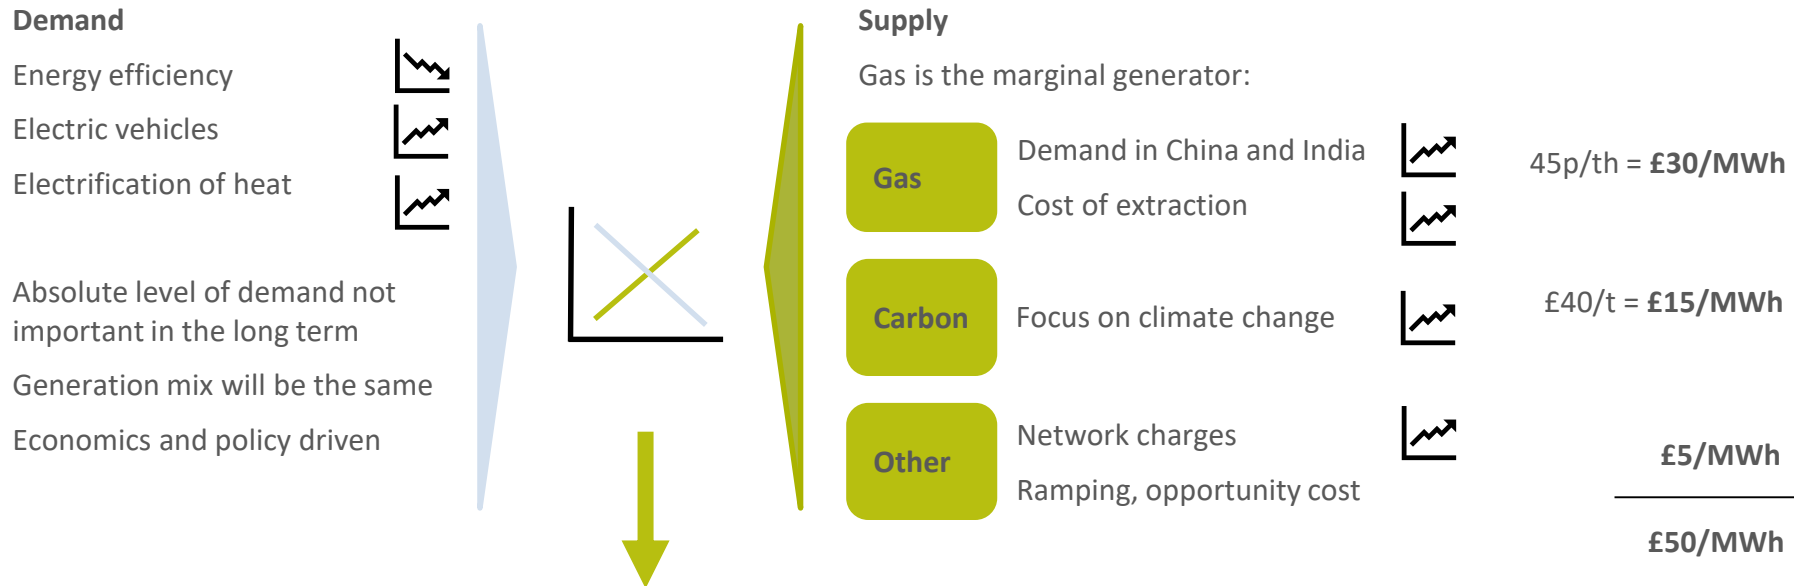 Demand
Energy efficiency
Electric vehicles
Electrification of heat
Absolute level of demand not
important in the long term
Generation mix will be the same
Economics and policy driven
Supply
Gas is the marginal generator:
Gas
Demand in China and India
Cost of extraction
45p/th = £30/MWh
Carbon
Focus on climate change
£40/t = £15/MWh
Other
Network charges
Ramping, opportunity cost
£5/MWh
£50/MWh